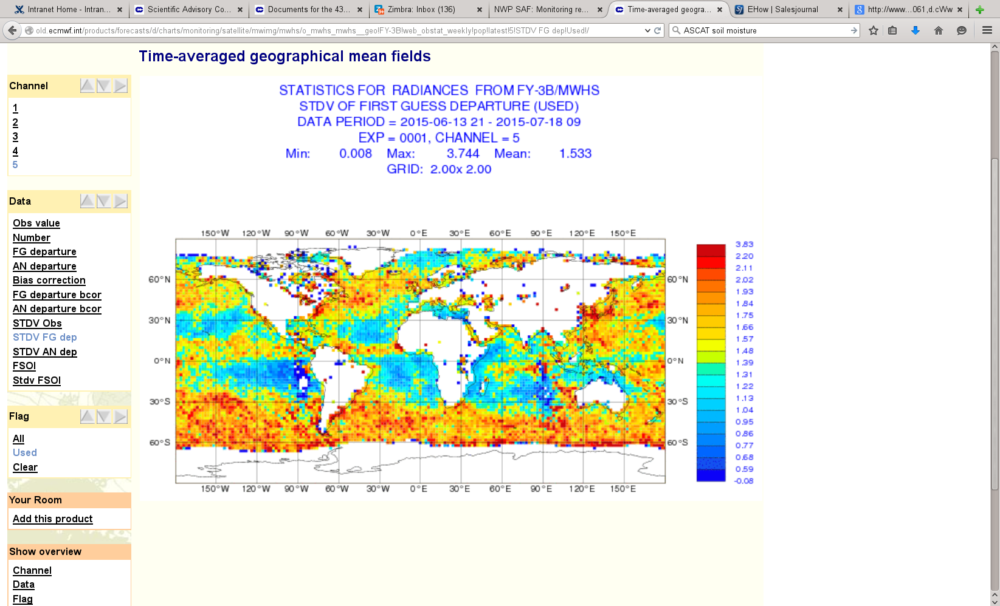 Intranet Home - Intran...
Scientific Advisory Co...
Documents for the 43...
Zimbra: Inbox (136)
NWP SAF: Monitoring re...
Time-averaged geogra...
EHow | Salesjournal
http://www...061,d.cWw
old.ecmwf.int/products/forecasts/d/charts/monitoring/satellite/mwimg/mwhs/o_mwhs_mwhs__geo!FY-3B!web_obstat_weekly!pop!latest!5!STDV FG dep!Used!/
ASCAT soil moisture
Time-averaged geographical mean fields
Channel
1
2
3
4
5
Data
Obs value
Number
FG departure
AN departure
Bias correction
FG departure bcor
AN departure bcor
STDV Obs
STDV FG dep
STDV AN dep
FSOI
Stdv FSOI
Flag
All
Used
Clear
Your Room
Add this product
Show overview
Channel
Data
Flag
STATISTICS FOR RADIANCES FROM FY-3B/MWHS
STDV OF FIRST GUESS DEPARTURE (USED)
DATA PERIOD = 2015-06-13 21 - 2015-07-18 09
EXP = 0001, CHANNEL = 5
Min: 0.008 Max: 3.744 Mean: 1.533
GRID: 2.00x 2.00
150°W 120°W 90°W 60°W 30°W 0°E 30°E 60°E 90°E 120°E 150°E
60°N 60°N
30°N 30°N
0°N 0°N
30°S 30°S
60°S 60°S
150°W 120°W 90°W 60°W 30°W 0°E 30°E 60°E 90°E 120°E 150°E
3.83
2.20
2.11
2.02
1.93
1.84
1.75
1.66
1.57
1.48
1.39
1.31
1.22
1.13
1.04
0.95
0.86
0.77
0.68
0.59
-0.08